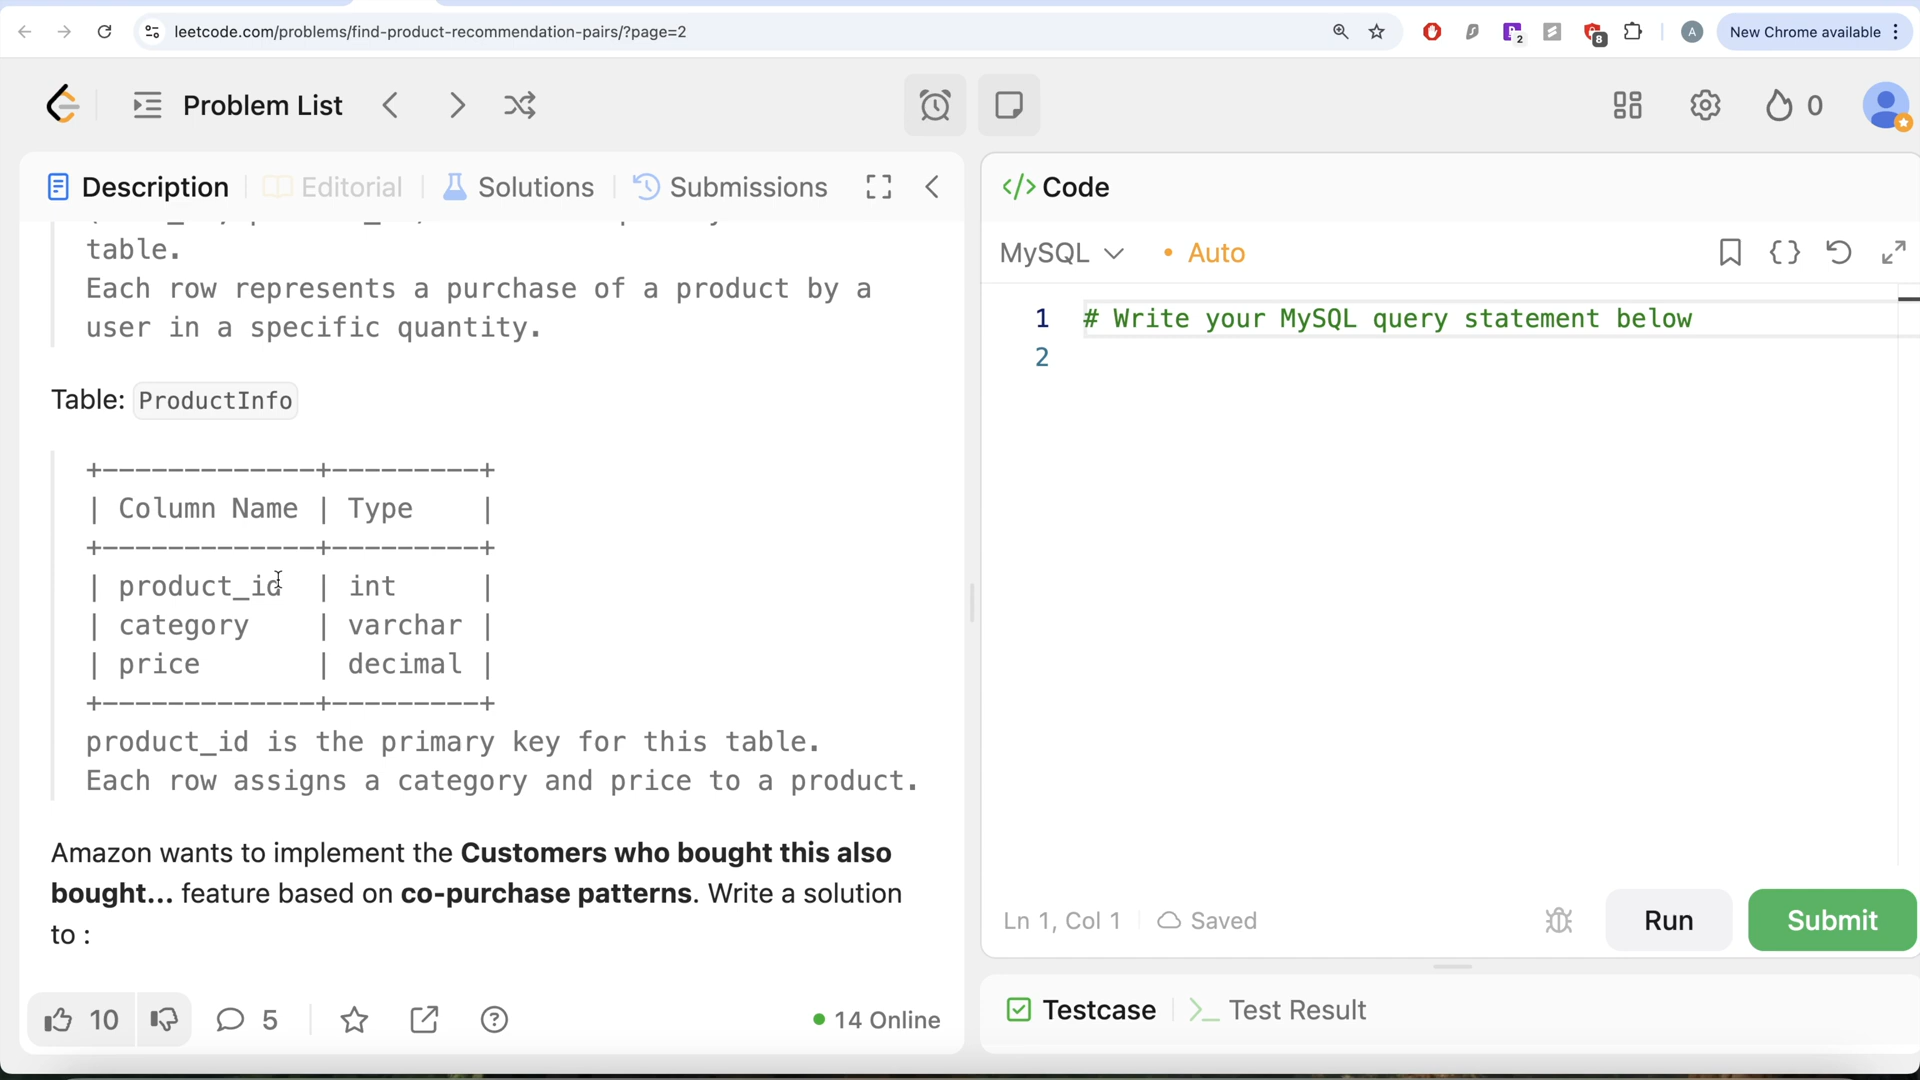 leetcode.com/problems/find-product-recommendation-pairs/?page=2
2
8
A
New Chrome available
Problem List
0
Description
Editorial
Solutions
Submissions
table.
Each row represents a purchase of a product by a
user in a specific quantity.
Table: ProductInfo
+-------------+---------+
| Column Name | Type    |
+-------------+---------+
| product_id  | int     |
| category    | varchar |
| price       | decimal |
+-------------+---------+
product_id is the primary key for this table.
Each row assigns a category and price to a product.
Amazon wants to implement the Customers who bought this also
bought... feature based on co-purchase patterns. Write a solution
to :
10
5
14 Online
</> Code
MySQL
• Auto
1 # Write your MySQL query statement below
2
Ln 1, Col 1
Saved
Run
Submit
Testcase
Test Result